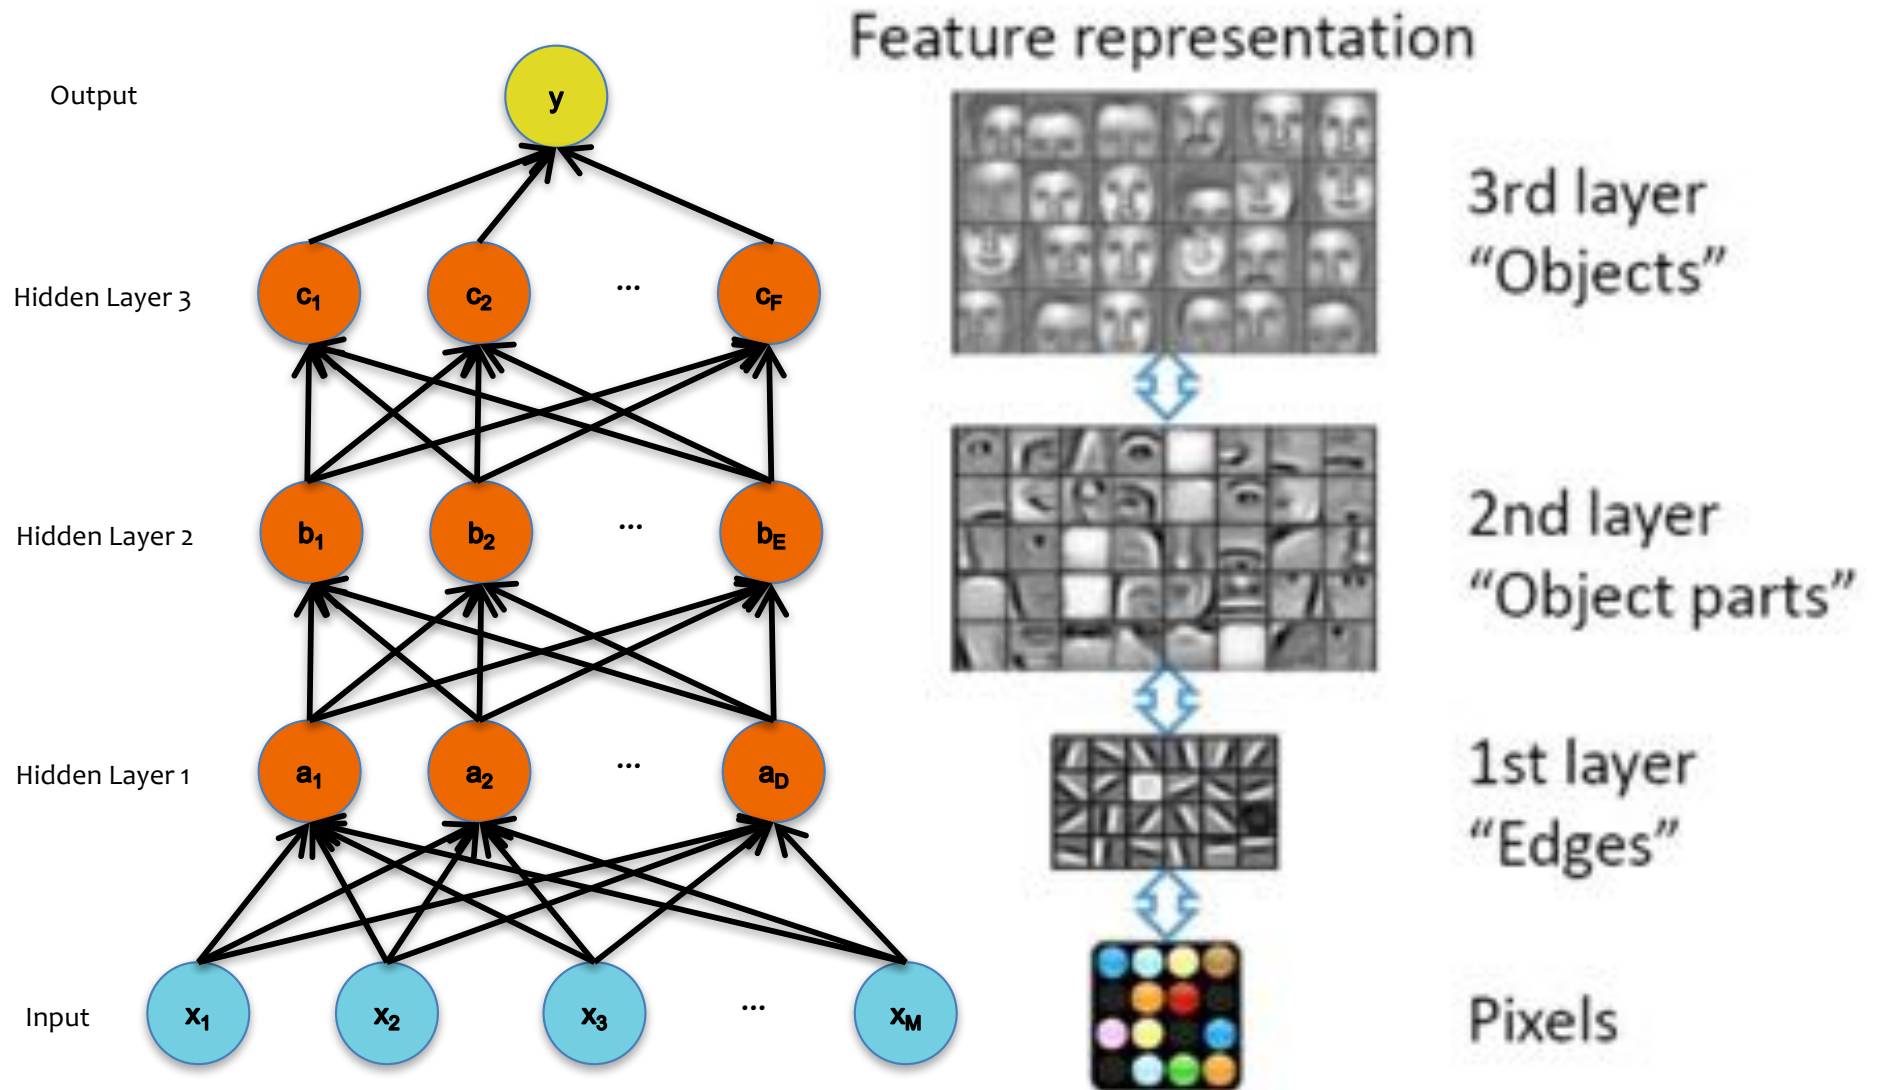 Feature representation
Output
y
3rd layer
“Objects”
Hidden Layer 3
c1 c2 ... cF
2nd layer
“Object parts”
Hidden Layer 2
b1 b2 ... bE
1st layer
“Edges”
Hidden Layer 1
a1 a2 ... aD
Input
x1 x2 x3 ... xM
Pixels